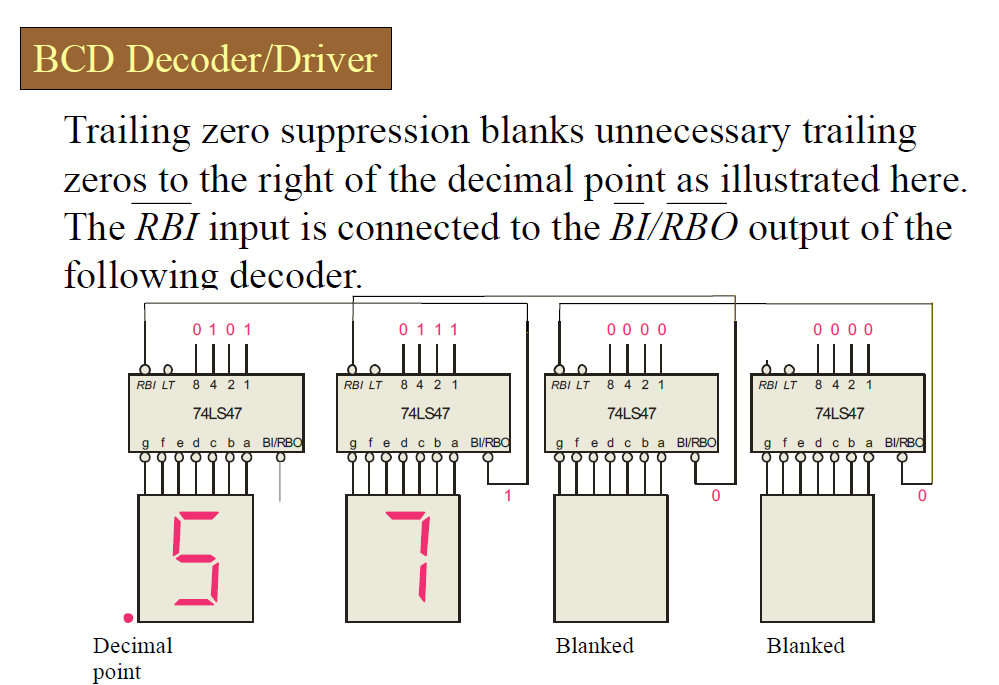 BCD Decoder/Driver
Trailing zero suppression blanks unnecessary trailing
zeros to the right of the decimal point as illustrated here.
The RBI input is connected to the BI/RBO output of the
following decoder.
0 1 0 1 0 1 1 1 0 0 0 0 0 0 0 0
RBI LT 8 4 2 1 RBI LT 8 4 2 1 RBI LT 8 4 2 1 RBI LT 8 4 2 1
74LS47 74LS47 74LS47 74LS47
g f e d c b a BI/RBO g f e d c b a BI/RBO g f e d c b a BI/RBO g f e d c b a BI/RBO
1 0 0
5 7
Decimal Blanked Blanked
point